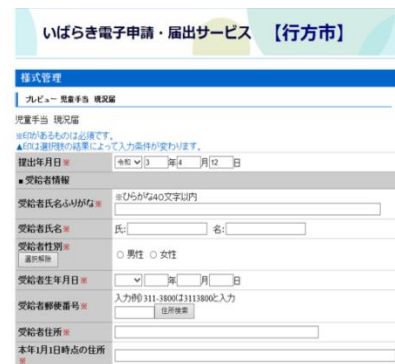 いばらき電子申請・届出サービス 【行方市】
様式管理
プレビュー 児童手当 現況届
児童手当 現況届
※印があるものは必須です。
▲印は選択肢の結果によって入力条件が変わります。
提出年月日※ 令和 3 年4 月12 日
■受給者情報
受給者氏名ふりがな※ ※ひらがな40文字以内
受給者氏名※ 氏: 名:
受給者性別※ 選択解除 男性 女性
受給者生年月日※ 年 月 日
受給者郵便番号※ 入力例)311-3800は3113800と入力
住所検索
受給者住所※
本年1月1日時点の住所※